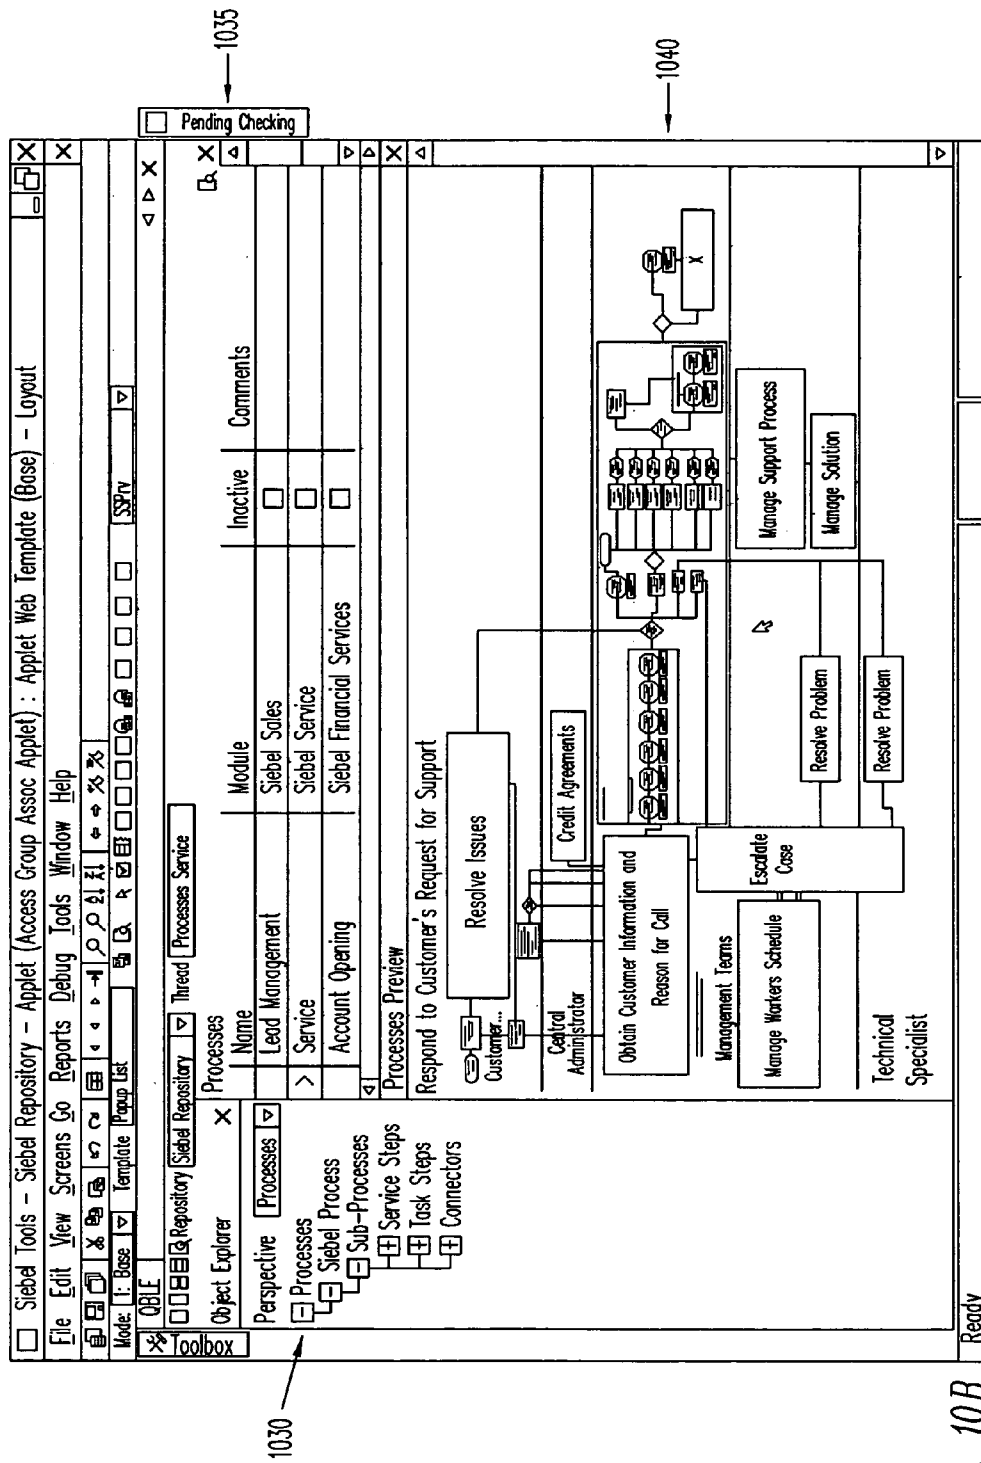 Siebel Tools - Siebel Repository - Applet (Access Group Assoc Applet) : Applet Web Template (Base) - Layout
File Edit View Screens Go Reports Debug Tools Window Help
Mode: 1: Base Template Popup List SSPrv
QBLE
Toolbox
Repository Siebel Repository Thread Processes Service
Object Explorer
Perspective Processes
Processes
Siebel Process
Sub-Processes
Service Steps
Task Steps
Connectors
Processes
Name Module Inactive Comments
Lead Management Siebel Sales
> Service Siebel Service
Account Opening Siebel Financial Services
Pending Checking
Processes Preview
Respond to Customer's Request for Support
Customer...
Resolve Issues
Central
Administrator
Credit Agreements
Obtain Customer Information and
Reason for Call
X
Management Teams
Manage Workers Schedule
Escalate
Case
Manage Support Process
Manage Solution
Resolve Problem
Resolve Problem
Technical
Specialist
Ready
1030
1035
1040
10B